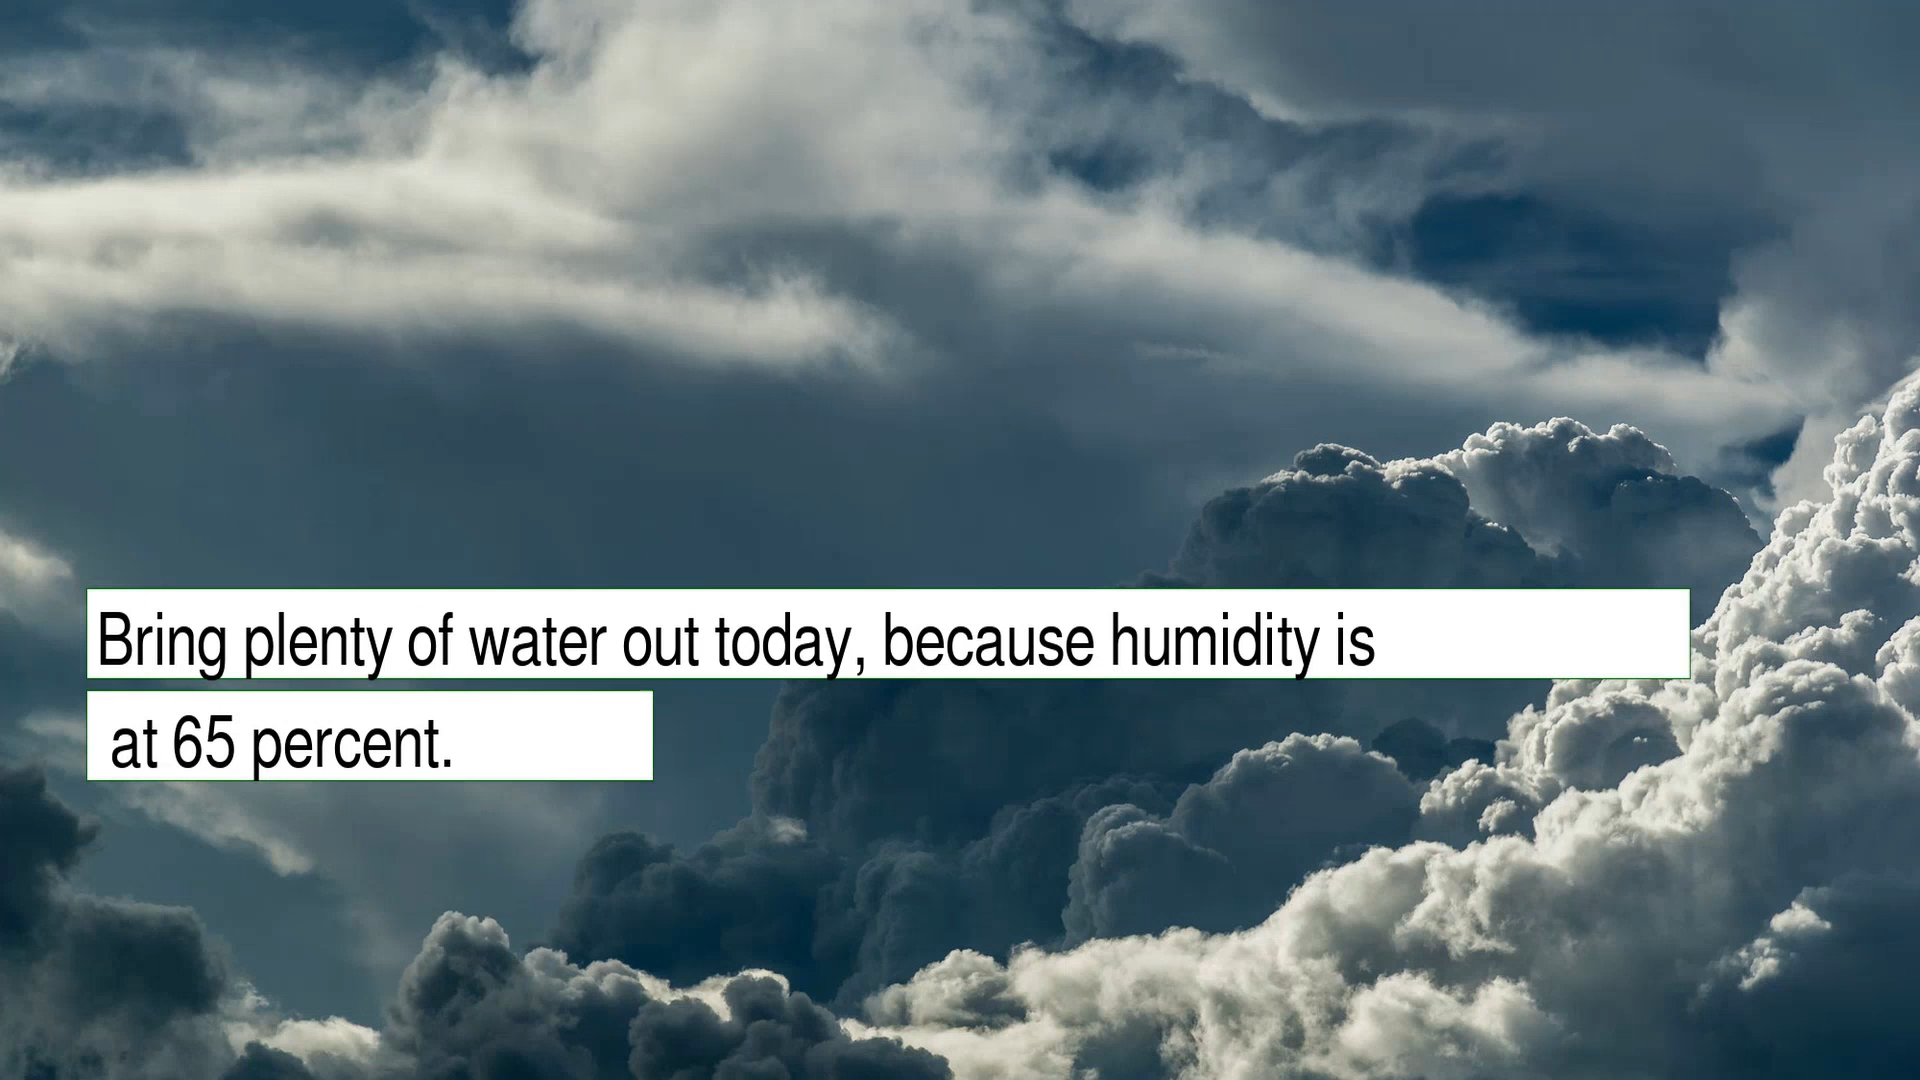 Bring plenty of water out today, because humidity is
at 65 percent.